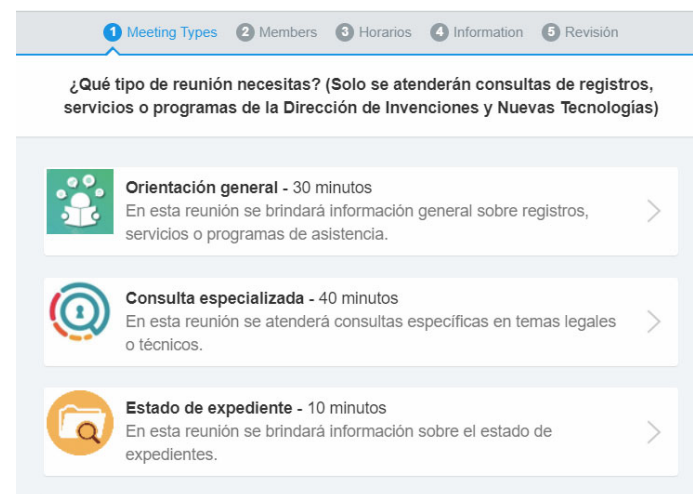 1 Meeting Types 2 Members 3 Horarios 4 Information 5 Revisión
¿Qué tipo de reunión necesitas? (Solo se atenderán consultas de registros,
servicios o programas de la Dirección de Invenciones y Nuevas Tecnologías)
Orientación general - 30 minutos
En esta reunión se brindará información general sobre registros,
servicios o programas de asistencia.
Consulta especializada - 40 minutos
En esta reunión se atenderá consultas específicas en temas legales
o técnicos.
Estado de expediente - 10 minutos
En esta reunión se brindará información sobre el estado de
expedientes.